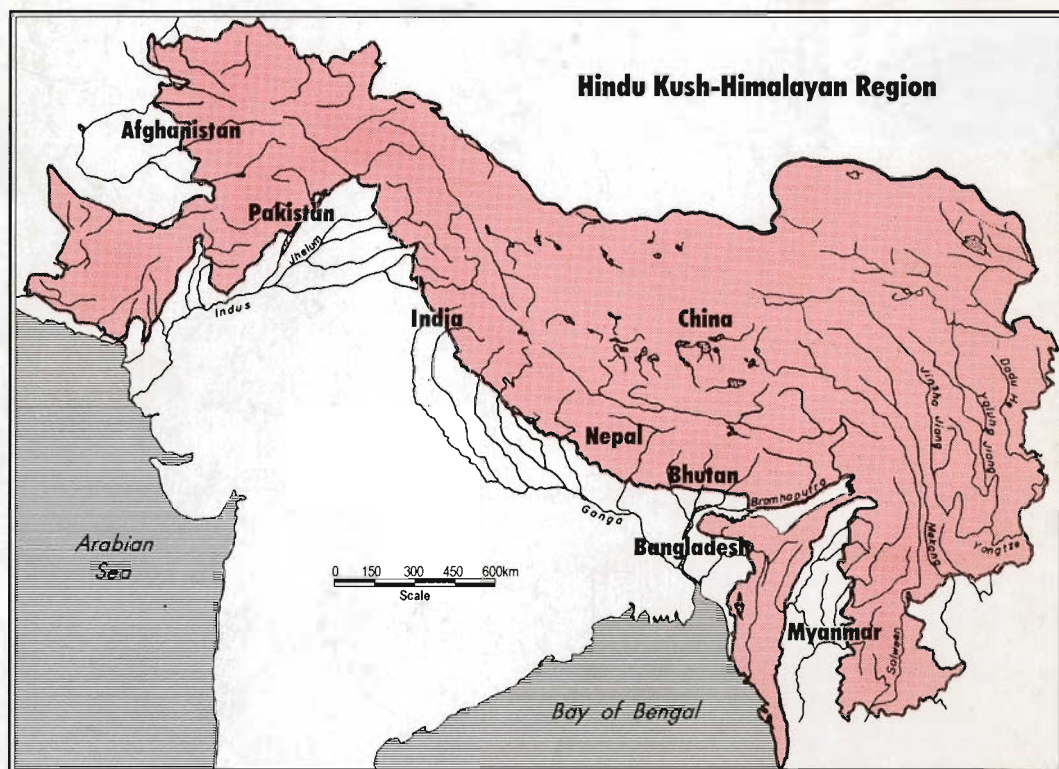 Hindu Kush-Himalayan Region
Afghanistan
Pakistan
Jhelum
Indus
India
China
Jinsha Jiang
Yalung Jiang
Dadu He
Nepal
Bhutan
Bramhaputra
Ganga
Mekong
Yangtze
Bangladesh
Arabian
Sea
0 150 300 450 600km
Scale
Myanmar
Salween
Bay of Bengal